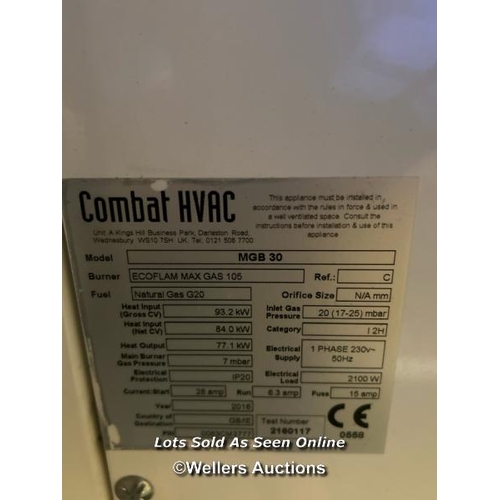 Combat HVAC
This appliance must be installed in
accordance with the rules in force & used in
a well ventilated space. Consult the
instructions before installation & use of this
appliance
Unit A Kings Hill Business Park, Darlaston Road,
Wednesbury WS10 7SH UK. Tel: 0121 506 7700
Model MGB 30
Burner ECOFLAM MAX GAS 105 Ref.: C
Fuel Natural Gas G20 Orifice Size N/A mm
Heat Input (Gross CV) 93.2 kW Inlet Gas Pressure 20 (17-25) mbar
Heat Input (Net CV) 84.0 kW Category I 2H
Heat Output 77.1 kW Electrical Supply 1 PHASE 230v~ 50Hz
Main Burner Gas Pressure 7 mbar
Electrical Protection IP20 Electrical Load 2100 W
Current:Start 28 amp Run 6.3 amp Fuse 15 amp
Year 2016
Country of Destination GB/IE Test Number 2160117 CE 0558
PIN
Lots Sold As Seen Online
©Wellers Auctions